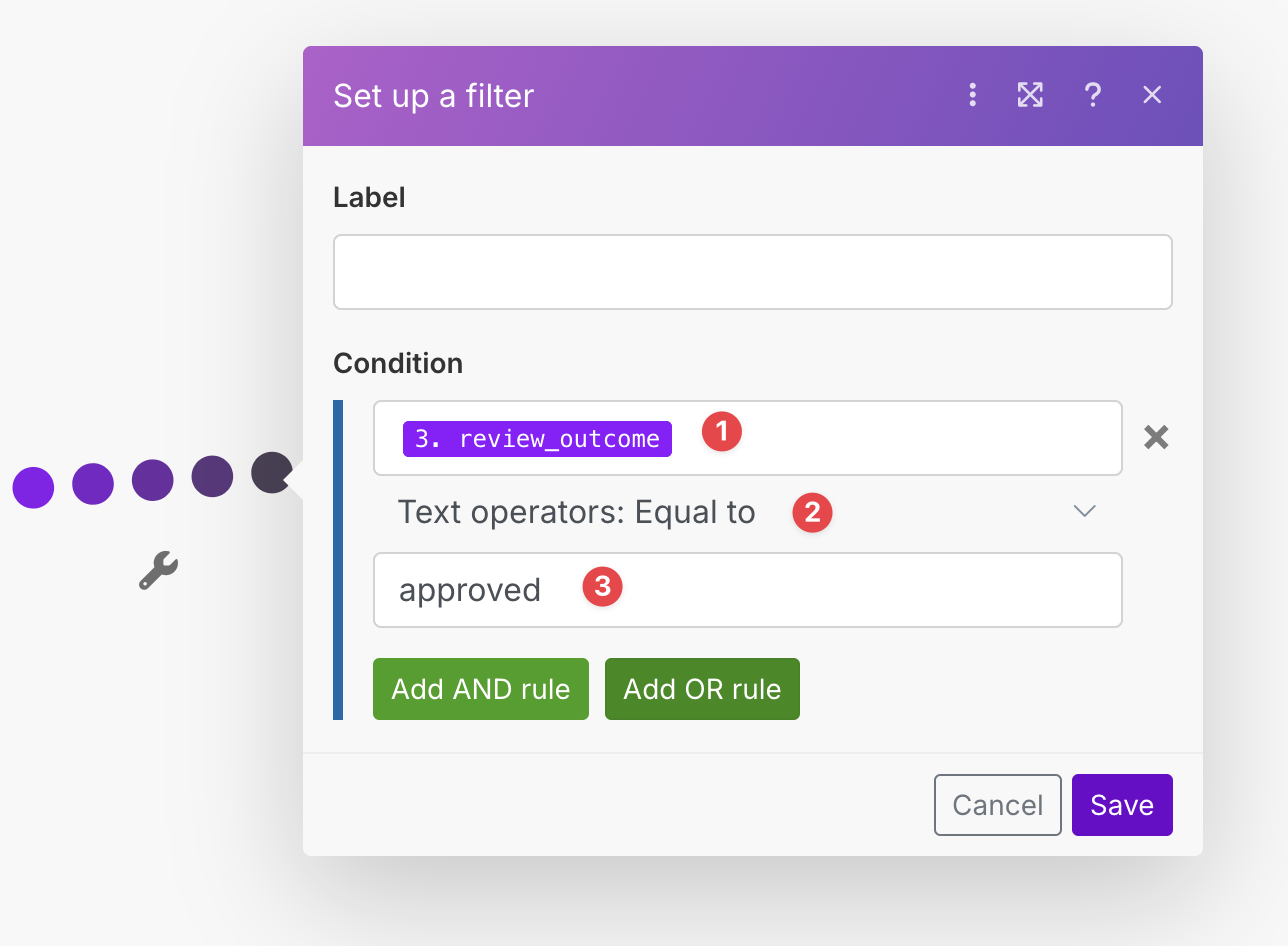 Set up a filter
Label
Condition
3. review_outcome 1
Text operators: Equal to 2
approved 3
Add AND rule Add OR rule
Cancel Save